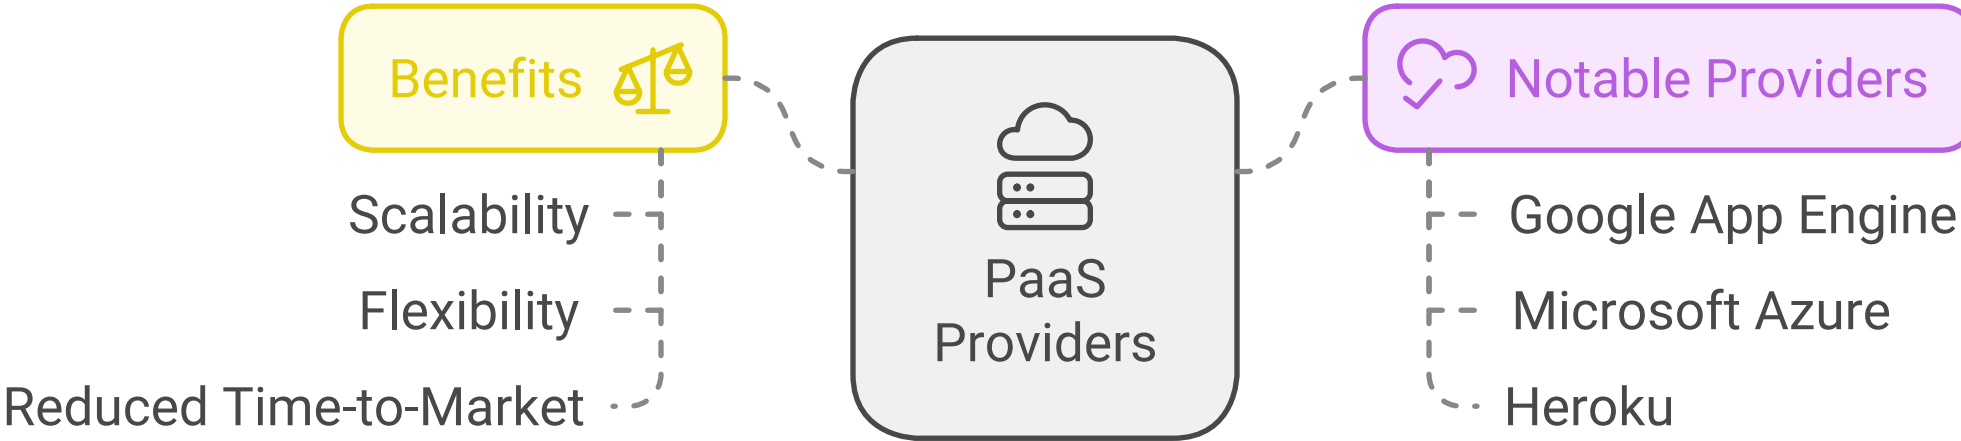 Benefits
Scalability
Flexibility
Reduced Time-to-Market
PaaS
Providers
Notable Providers
Google App Engine
Microsoft Azure
Heroku